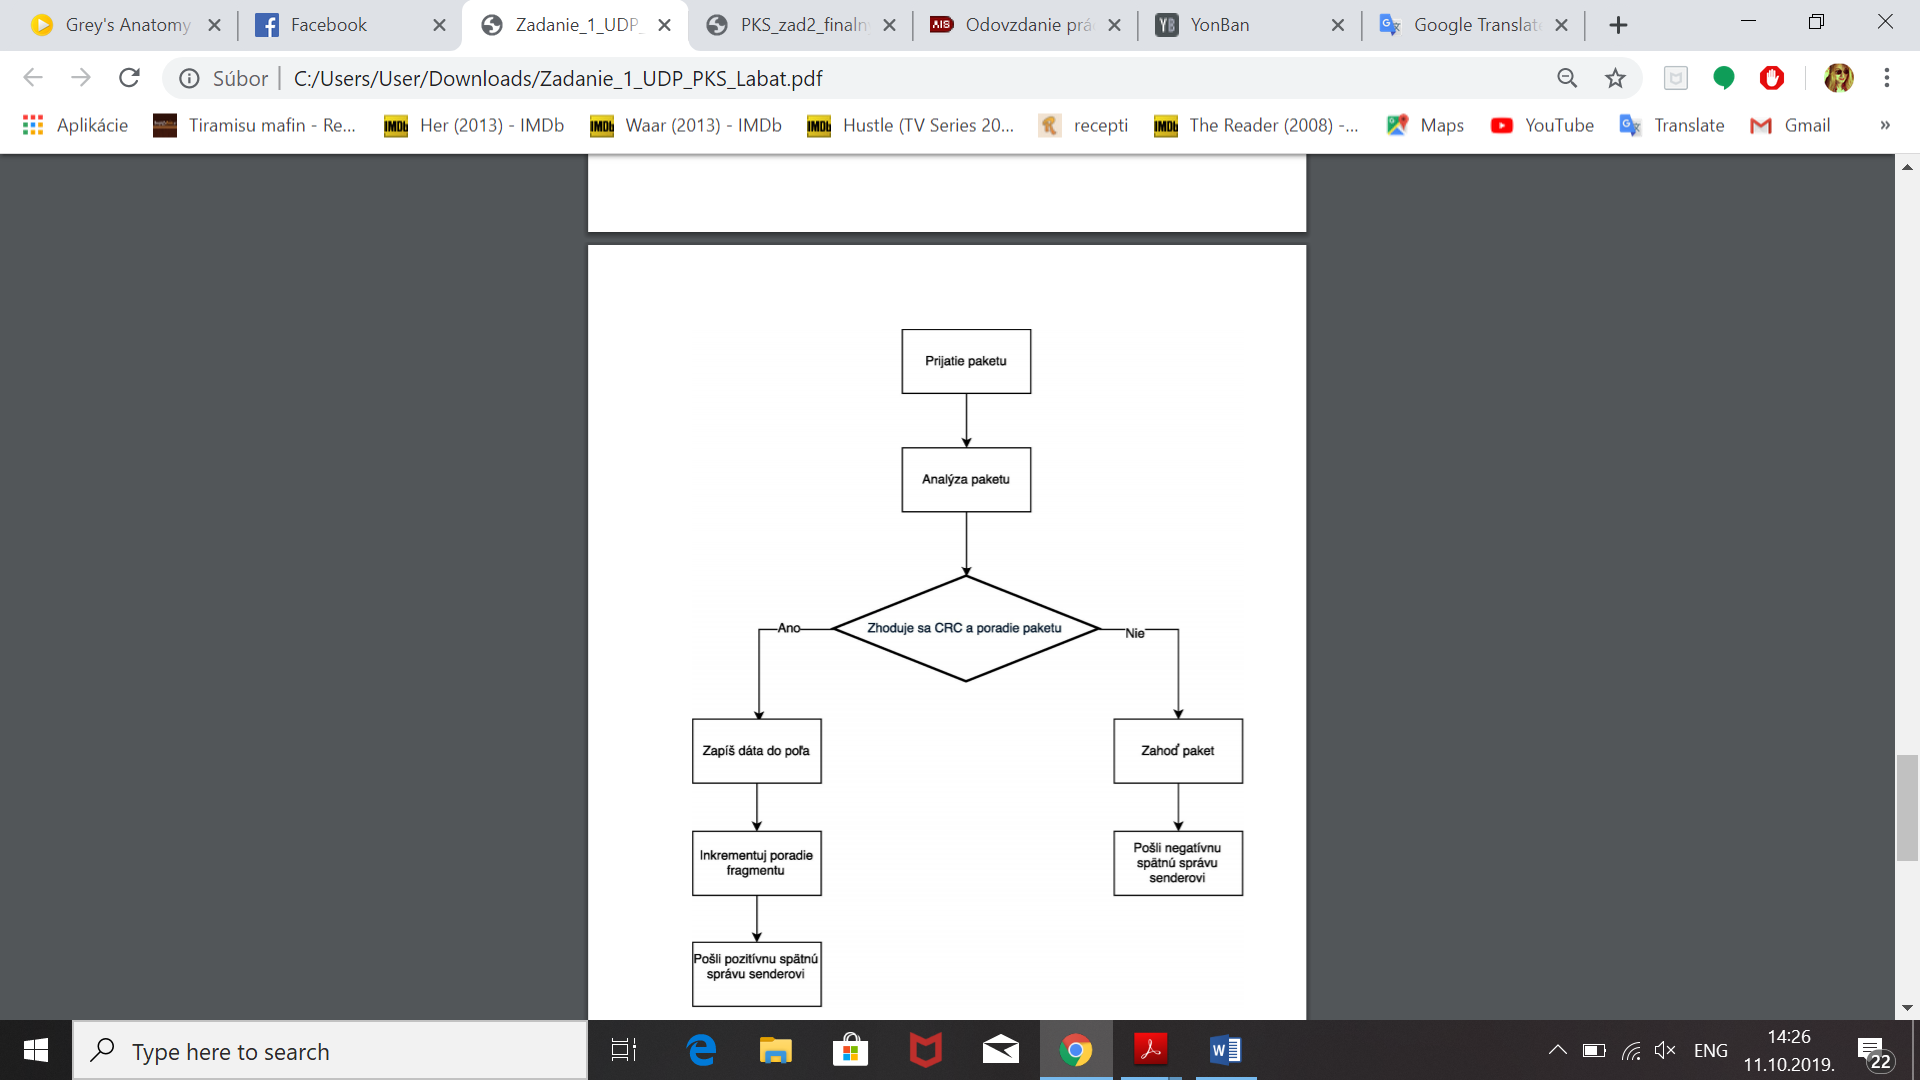 Grey's Anatomy
Facebook
Zadanie_1_UDP_
PKS_zad2_finaln
Odovzdanie prá
YonBan
Google Translat
Súbor
C:/Users/User/Downloads/Zadanie_1_UDP_PKS_Labat.pdf
Aplikácie
Tiramisu mafin - Re...
IMDb
Her (2013) - IMDb
IMDb
Waar (2013) - IMDb
IMDb
Hustle (TV Series 20...
recepti
IMDb
The Reader (2008) -...
Maps
YouTube
Translate
Gmail
»
Prijatie paketu
Analýza paketu
Zhoduje sa CRC a poradie paketu
Ano
Nie
Zapíš dáta do poľa
Zahoď paket
Inkrementuj poradie
fragmentu
Pošli negatívnu
spätnú správu
senderovi
Pošli pozitívnu spätnú
správu senderovi
Type here to search
ENG
14:26
11.10.2019.
22